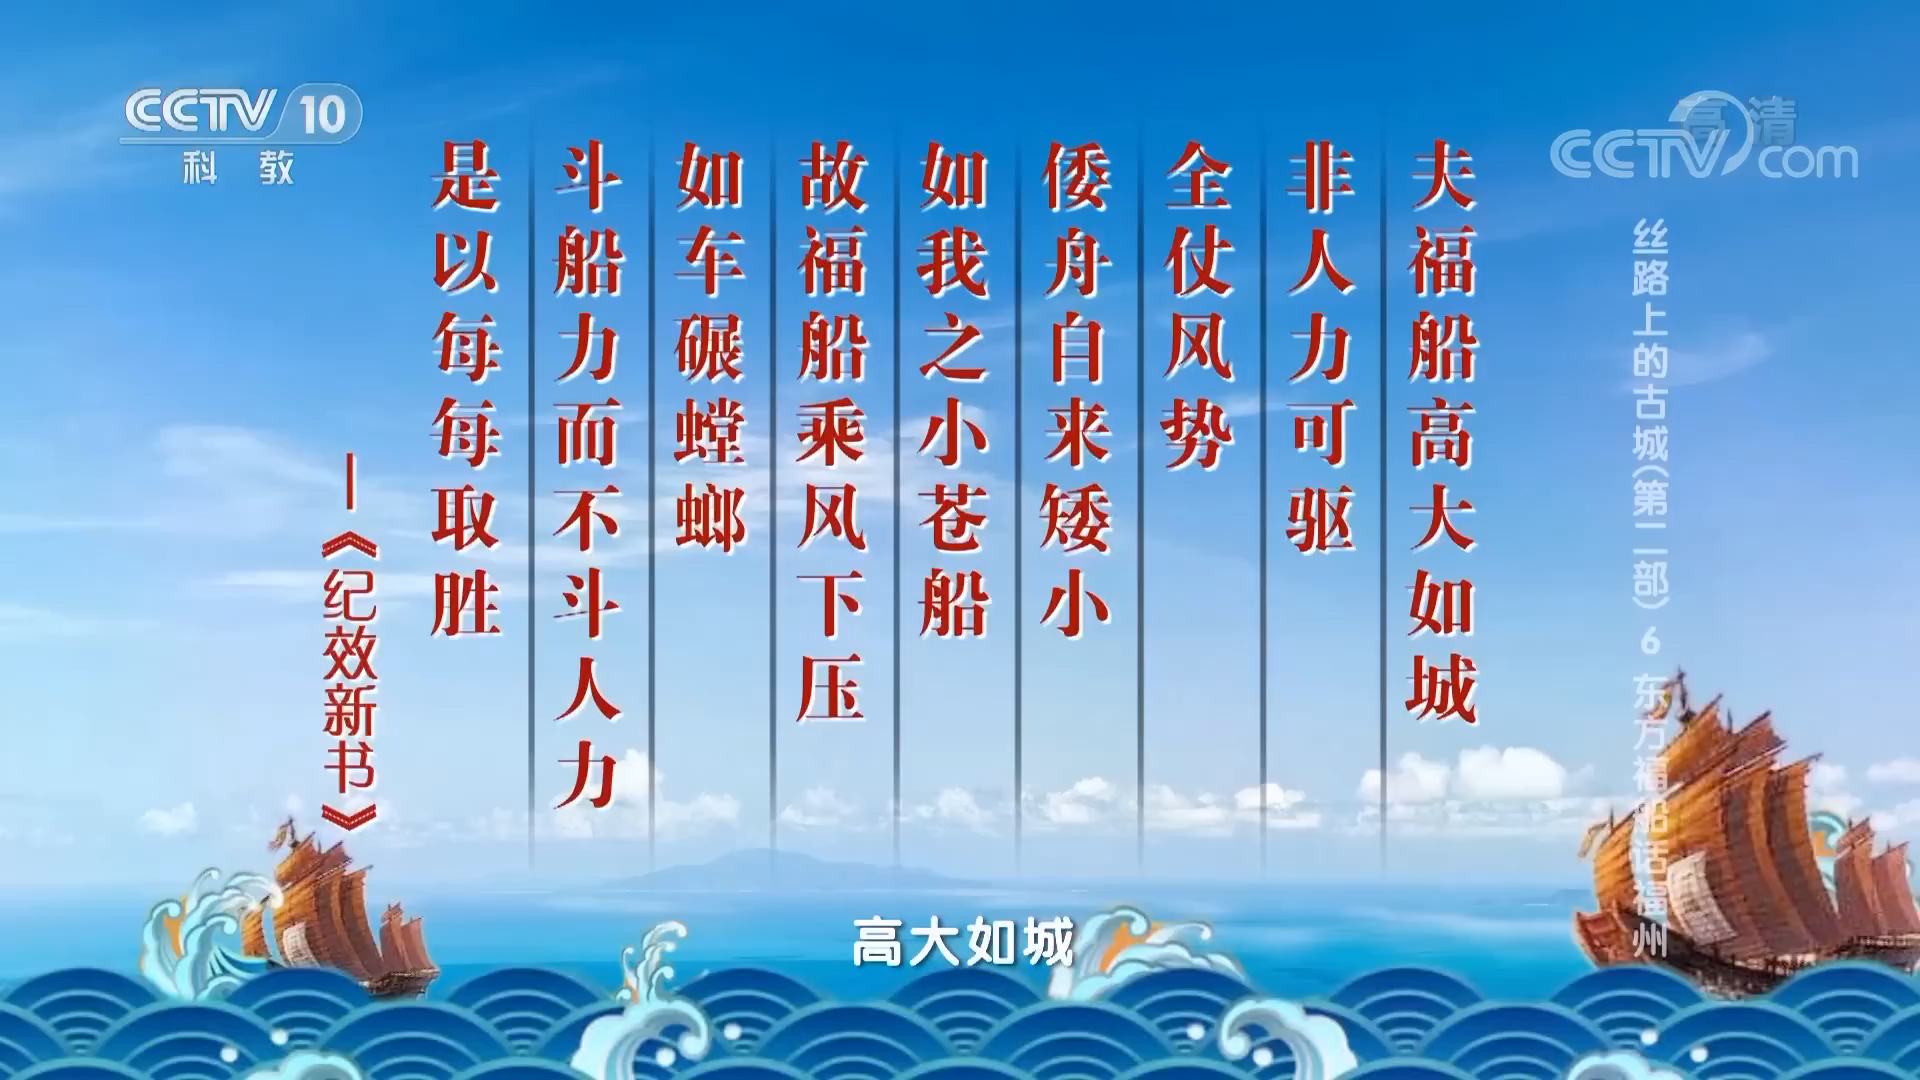 CCTV 10
科教
高清
CCTV.com
丝路上的古城(第二部) 6 东方福船话福州
夫福船高大如城
非人力可驱
全仗风势
倭舟自来矮小
如我之小苍船
故福船乘风下压
如车碾螳螂
斗船力而不斗人力
是以每每取胜
—《纪效新书》
高大如城